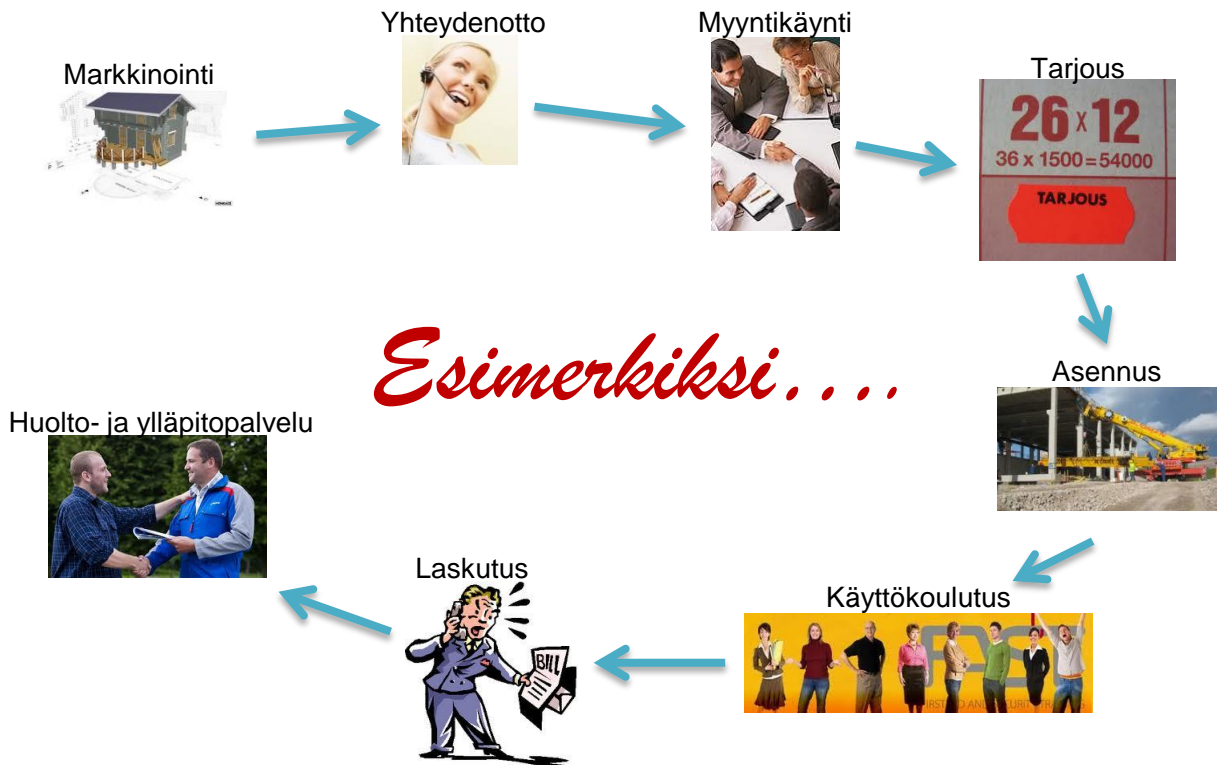 Markkinointi
Yhteydenotto
Myyntikäynti
Tarjous
26 x 12
36 x 1500 = 54000
TARJOUS
Esimerkiksi....
Asennus
Käyttökoulutus
Laskutus
BILL
Huolto- ja ylläpitopalvelu